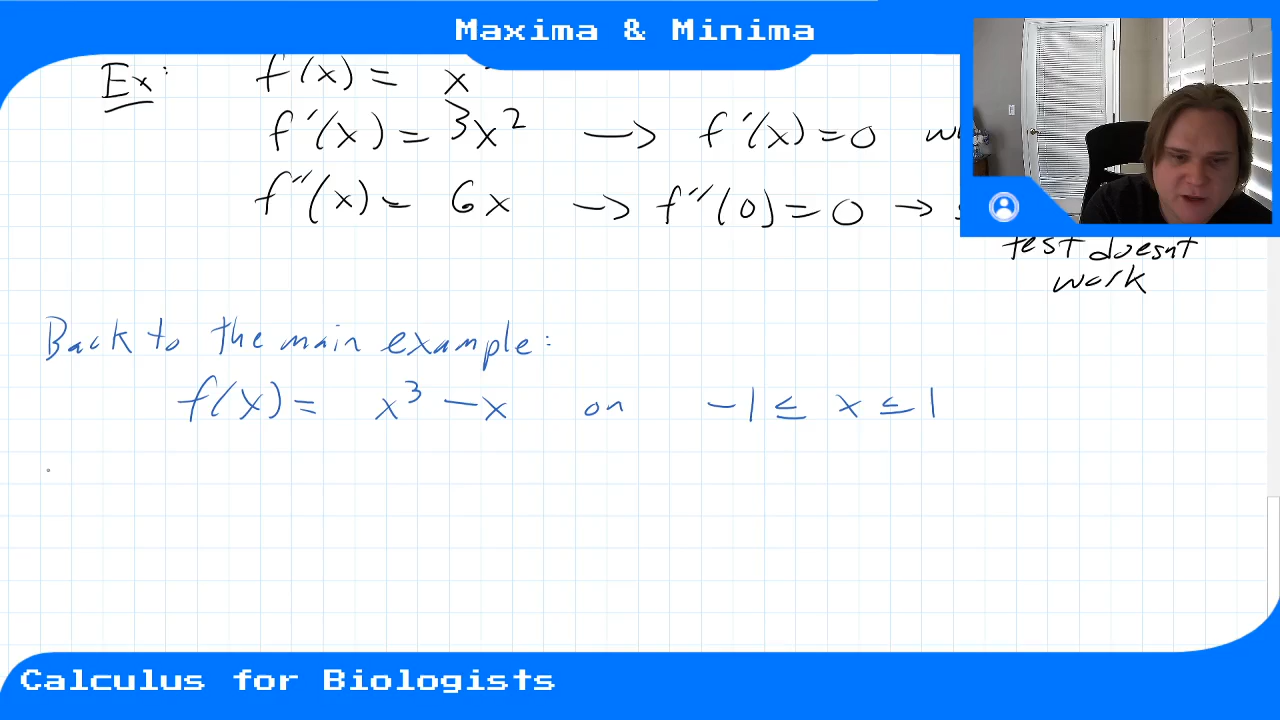 Maxima & Minima
Ex: f(x) = x
f'(x) = 3x² → f'(x) = 0
f''(x) = 6x → f''(0) = 0 →
test doesnt
work
Back to the main example:
f(x) = x³ - x on -1 ≤ x ≤ 1
Calculus for Biologists